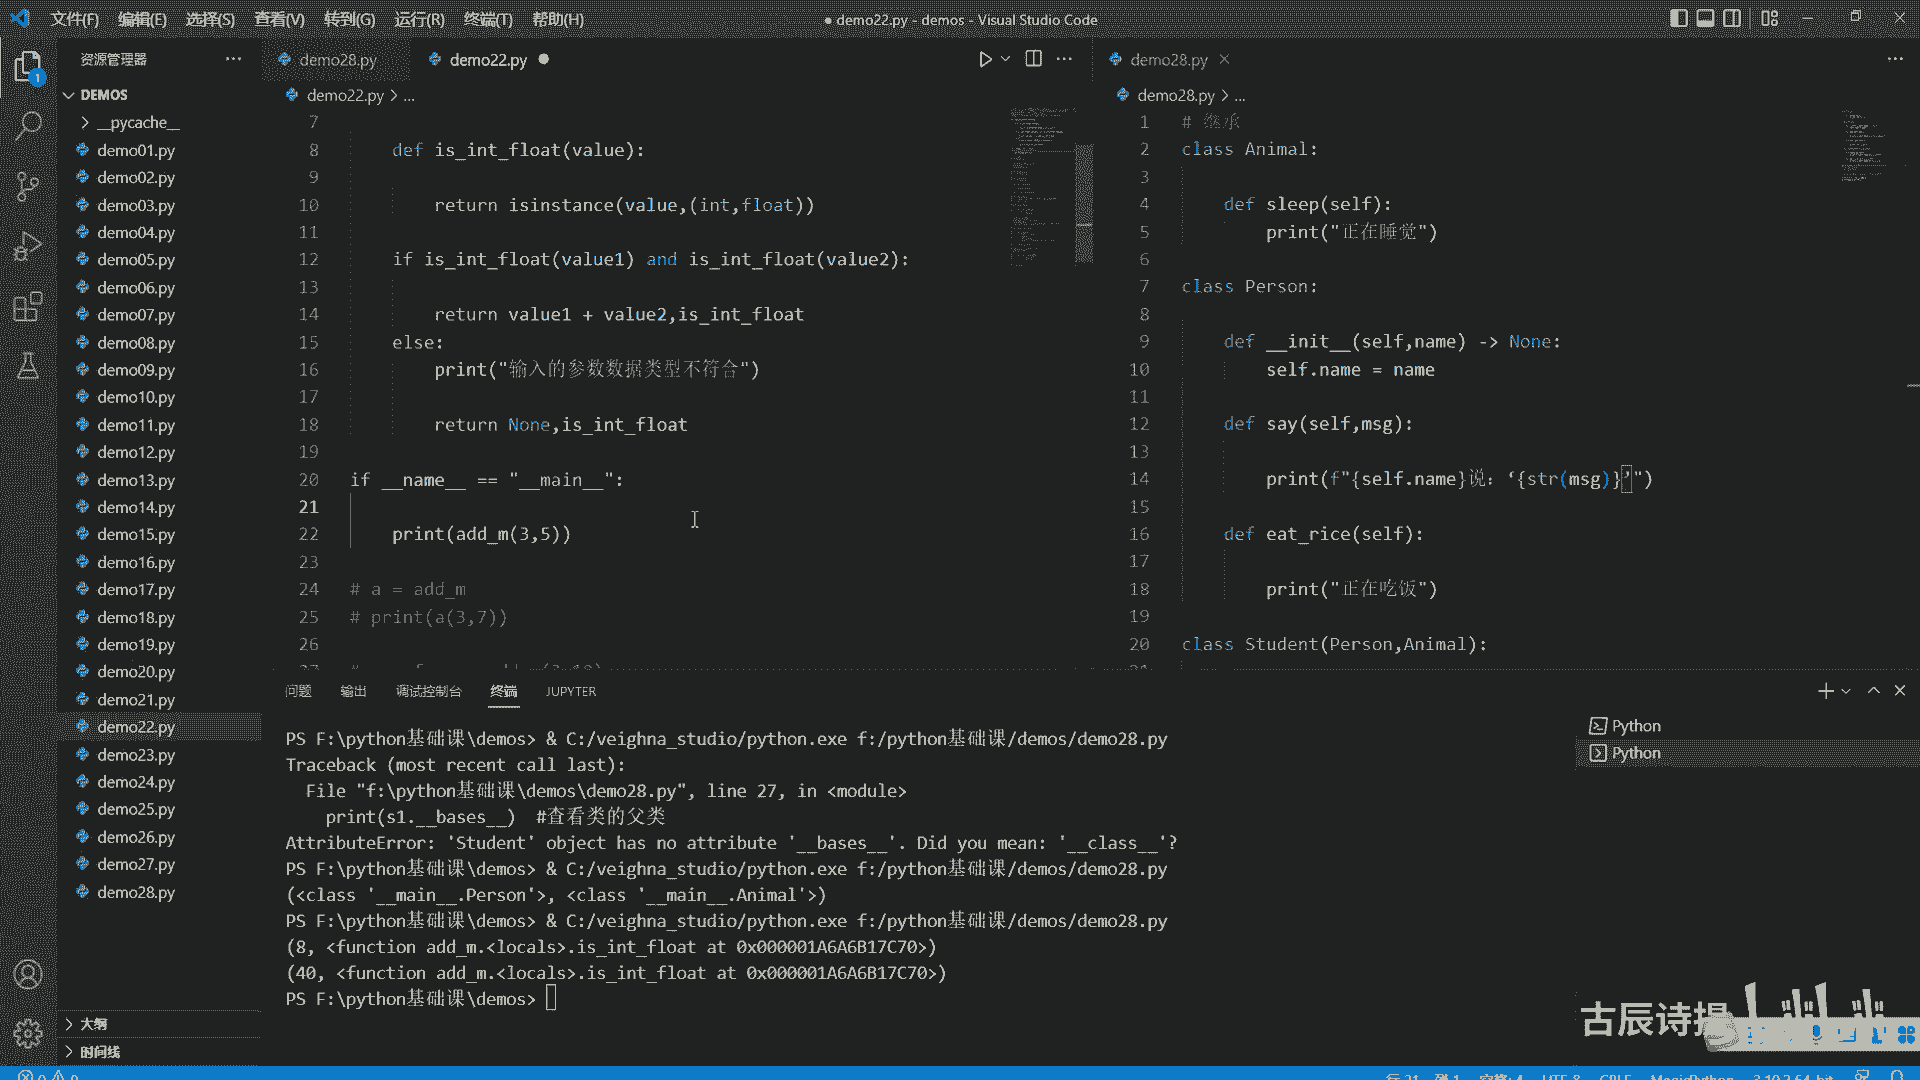 文件(F) 编辑(E) 选择(S) 查看(V) 转到(G) 运行(R) 终端(T) 帮助(H)
● demo22.py - demos - Visual Studio Code
资源管理器
1
DEMOS
__pycache__
demo01.py
demo02.py
demo03.py
demo04.py
demo05.py
demo06.py
demo07.py
demo08.py
demo09.py
demo10.py
demo11.py
demo12.py
demo13.py
demo14.py
demo15.py
demo16.py
demo17.py
demo18.py
demo19.py
demo20.py
demo21.py
demo22.py
demo23.py
demo24.py
demo25.py
demo26.py
demo27.py
demo28.py
大纲
时间线
demo28.py demo22.py ●
demo22.py > ...
7
8 def is_int_float(value):
9
10 return isinstance(value,(int,float))
11
12 if is_int_float(value1) and is_int_float(value2):
13
14 return value1 + value2,is_int_float
15 else:
16 print("输入的参数数据类型不符合")
17
18 return None,is_int_float
19
20 if __name__ == "__main__":
21
22 print(add_m(3,5))
23
24 # a = add_m
25 # print(a(3,7))
26
demo28.py
demo28.py > ...
1 # 继承
2 class Animal:
3
4 def sleep(self):
5 print("正在睡觉")
6
7 class Person:
8
9 def __init__(self,name) -> None:
10 self.name = name
11
12 def say(self,msg):
13
14 print(f"{self.name}说：‘{str(msg)}’")
15
16 def eat_rice(self):
17
18 print("正在吃饭")
19
20 class Student(Person,Animal):
问题 输出 调试控制台 终端 JUPYTER
PS F:\python基础课\demos> & C:/veighna_studio/python.exe f:/python基础课/demos/demo28.py
Traceback (most recent call last):
File "f:\python基础课\demos\demo28.py", line 27, in <module>
print(s1.__bases__) #查看类的父类
AttributeError: 'Student' object has no attribute '__bases__'. Did you mean: '__class__'?
PS F:\python基础课\demos> & C:/veighna_studio/python.exe f:/python基础课/demos/demo28.py
(<class '__main__.Person'>, <class '__main__.Animal'>)
PS F:\python基础课\demos> & C:/veighna_studio/python.exe f:/python基础课/demos/demo28.py
(8, <function add_m.<locals>.is_int_float at 0x000001A6A6B17C70>)
(40, <function add_m.<locals>.is_int_float at 0x000001A6A6B17C70>)
PS F:\python基础课\demos>
Python
Python
古辰诗